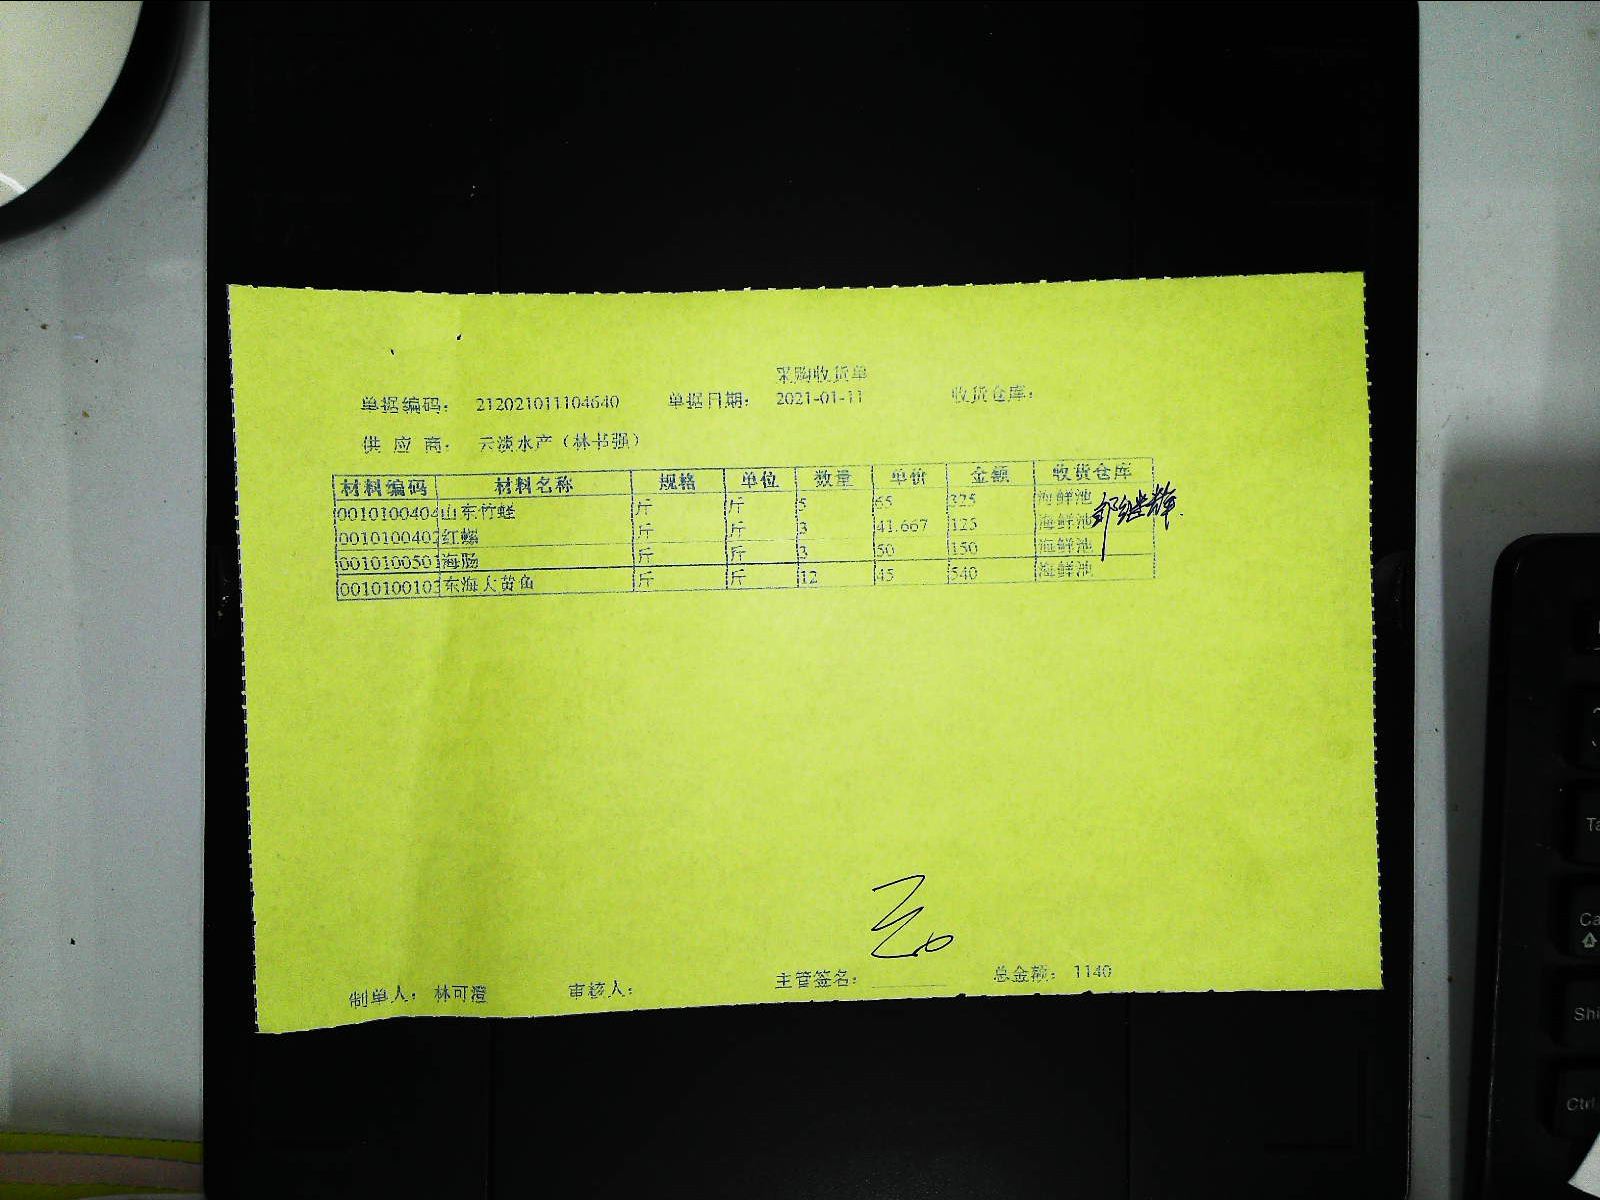 采购收货单
单据编码： 212021011104640 单据日期： 2021-01-11 收货仓库：
供 应 商： 云淡水产（林书强）
材料编码 材料名称 规格 单位 数量 单价 金额 收货仓库
0010100404 山东竹蛏 斤 斤 5 65 325 海鲜池
0010100402 红螺 斤 斤 3 41.667 125 海鲜池
0010100501 海肠 斤 斤 3 50 150 海鲜池
0010100103 东海大黄鱼 斤 斤 12 45 540 海鲜池
制单人： 林可澄 审核人： 主管签名： 总金额： 1140
Ta
Ca
Shi
Ctrl